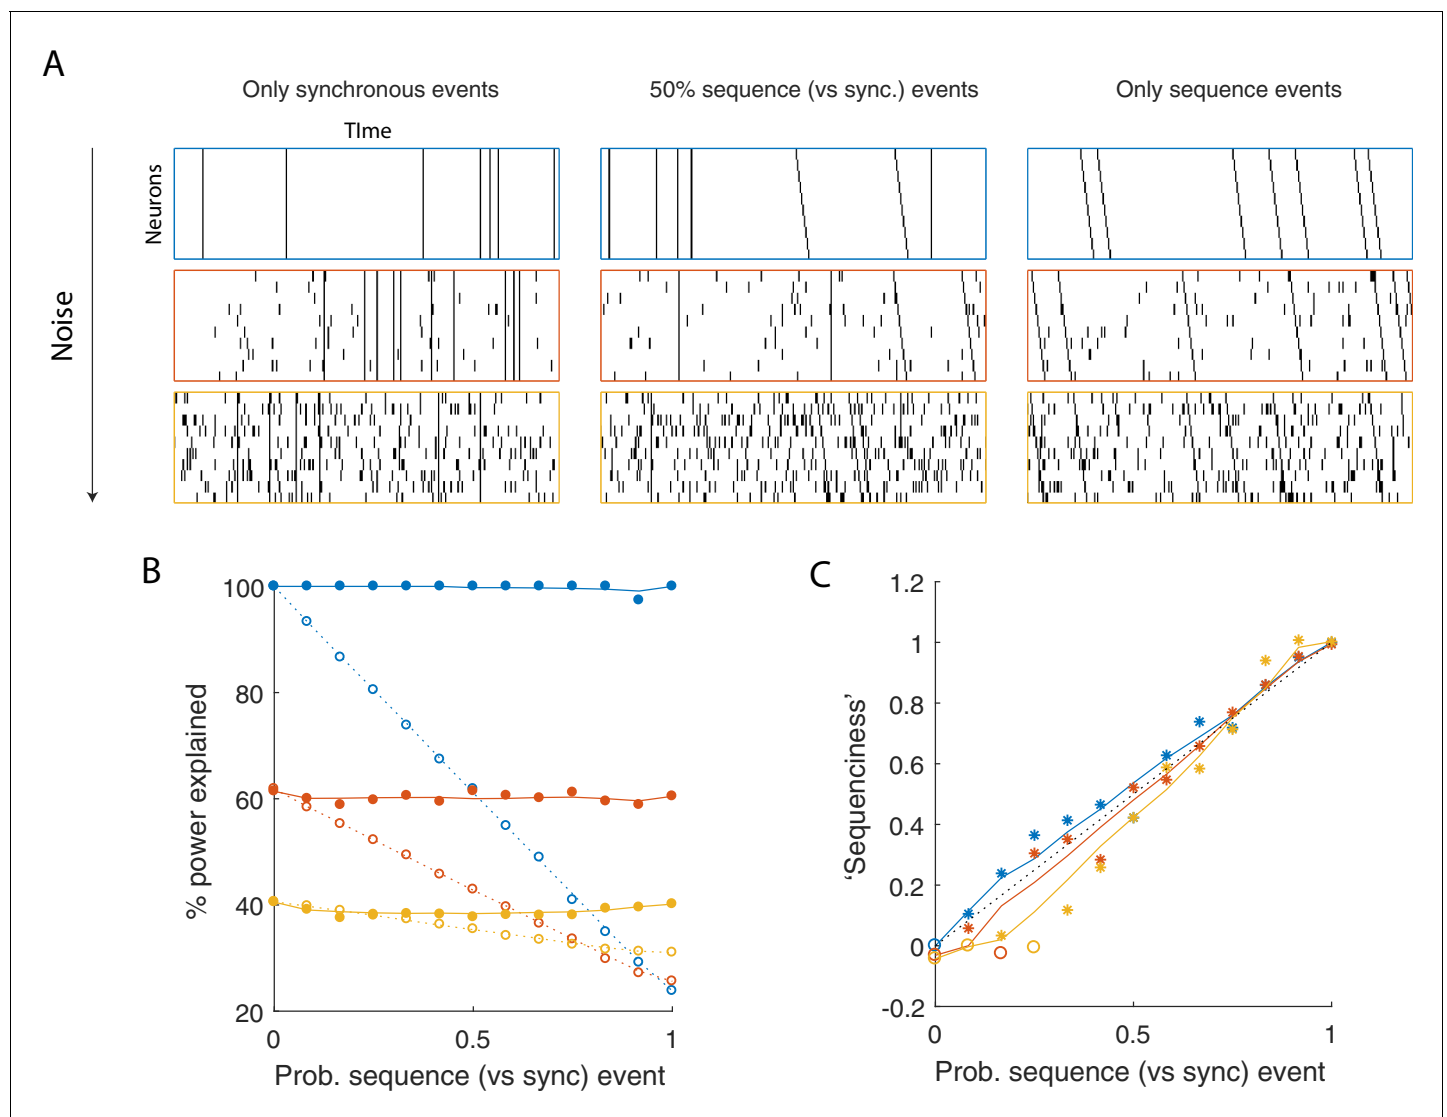 A
Only synchronous events
50% sequence (vs sync.) events
Only sequence events
TIme
Neurons
Noise
B
100
80
60
40
20
% power explained
0
0.5
1
Prob. sequence (vs sync) event
C
1.2
1
0.8
0.6
0.4
0.2
0
-0.2
‘Sequenciness’
0
0.5
1
Prob. sequence (vs sync) event